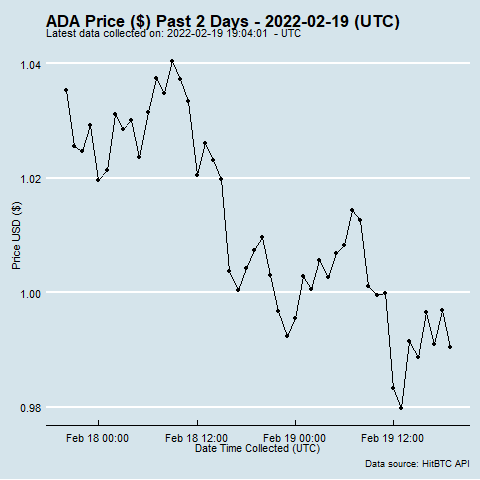 ADA Price ($) Past 2 Days - 2022-02-19 (UTC)
Latest data collected on: 2022-02-19 19:04:01 - UTC
1.04
1.02
1.00
0.98
Price USD ($)
Feb 18 00:00 Feb 18 12:00 Feb 19 00:00 Feb 19 12:00
Date Time Collected (UTC)
Data source: HitBTC API